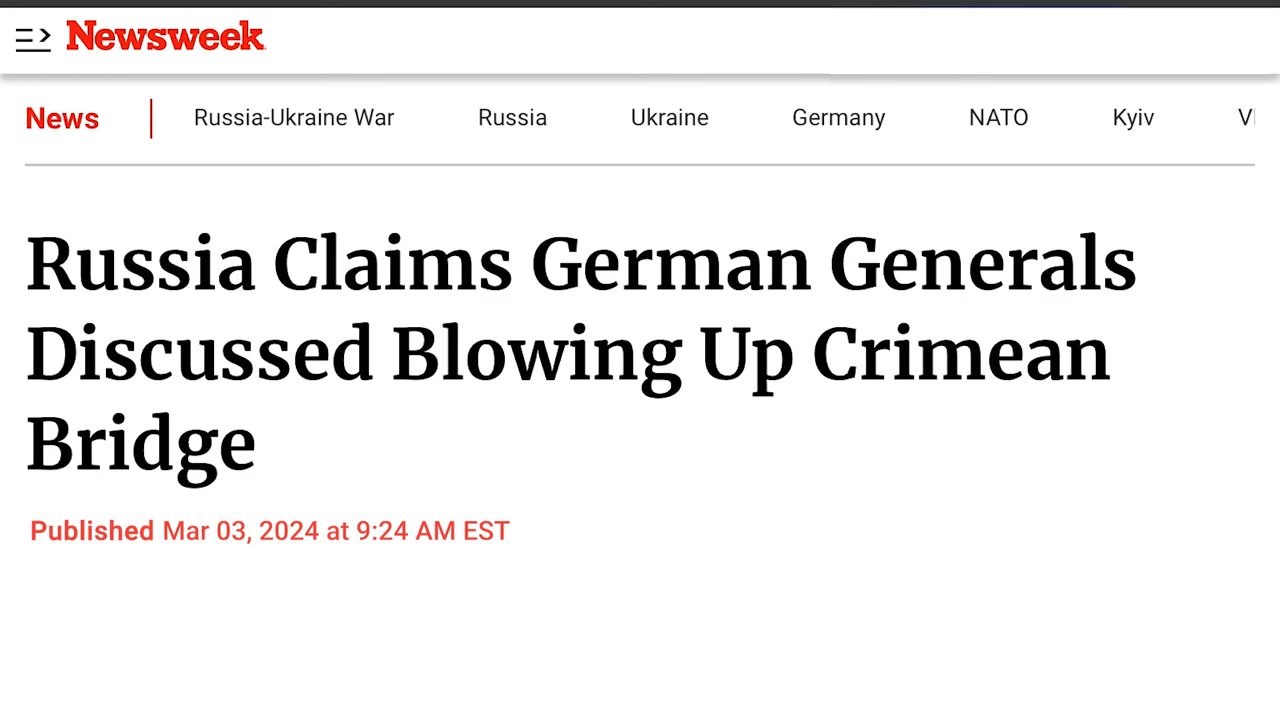 Newsweek
News Russia-Ukraine War Russia Ukraine Germany NATO Kyiv
Russia Claims German Generals
Discussed Blowing Up Crimean
Bridge
Published Mar 03, 2024 at 9:24 AM EST